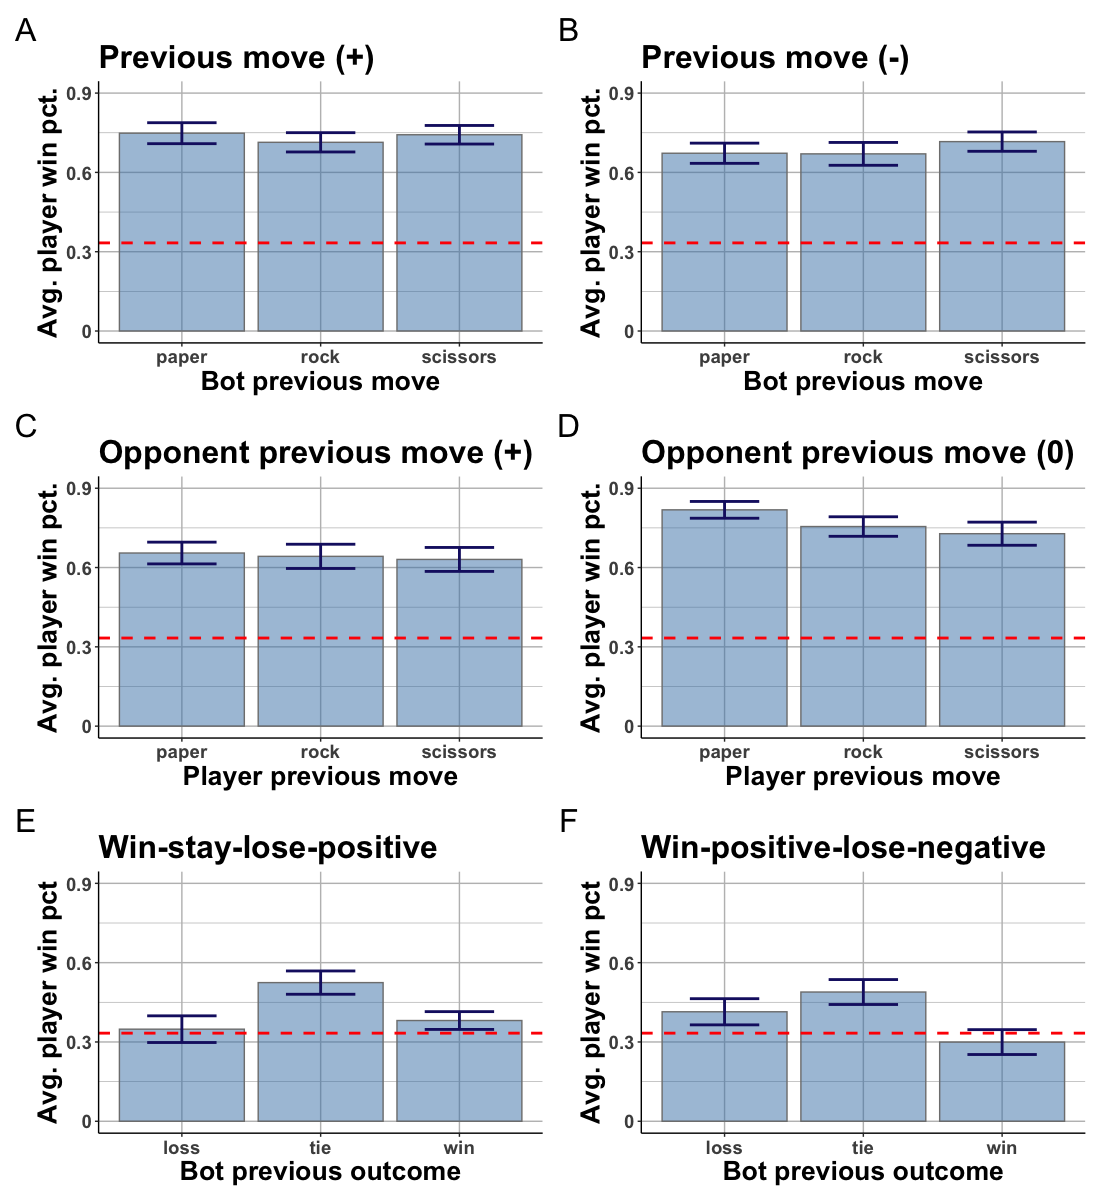 A
Previous move (+)
Avg. player win pct.
0.9
0.6
0.3
0
paper rock scissors
Bot previous move
B
Previous move (-)
Avg. player win pct.
0.9
0.6
0.3
0
paper rock scissors
Bot previous move
C
Opponent previous move (+)
Avg. player win pct.
0.9
0.6
0.3
0
paper rock scissors
Player previous move
D
Opponent previous move (0)
Avg. player win pct.
0.9
0.6
0.3
0
paper rock scissors
Player previous move
E
Win-stay-lose-positive
Avg. player win pct
0.9
0.6
0.3
0
loss tie win
Bot previous outcome
F
Win-positive-lose-negative
Avg. player win pct
0.9
0.6
0.3
0
loss tie win
Bot previous outcome